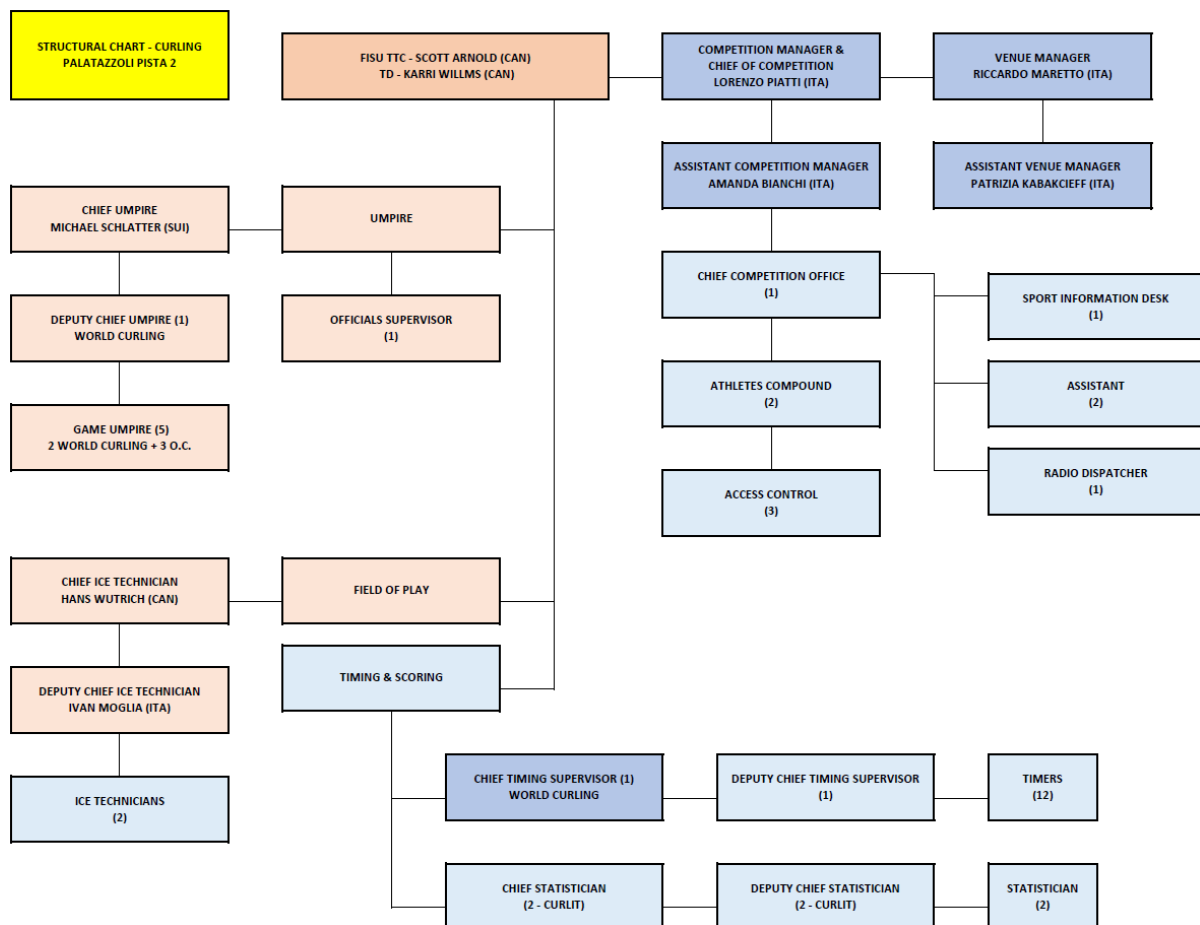 STRUCTURAL CHART - CURLING
PALATAZZOLI PISTA 2
FISU TTC - SCOTT ARNOLD (CAN)
TD - KARRI WILLMS (CAN)
COMPETITION MANAGER &
CHIEF OF COMPETITION
LORENZO PIATTI (ITA)
VENUE MANAGER
RICCARDO MARETTO (ITA)
ASSISTANT COMPETITION MANAGER
AMANDA BIANCHI (ITA)
ASSISTANT VENUE MANAGER
PATRIZIA KABAKCIEFF (ITA)
CHIEF UMPIRE
MICHAEL SCHLATTER (SUI)
UMPIRE
CHIEF COMPETITION OFFICE
(1)
SPORT INFORMATION DESK
(1)
DEPUTY CHIEF UMPIRE (1)
WORLD CURLING
OFFICIALS SUPERVISOR
(1)
ATHLETES COMPOUND
(2)
ASSISTANT
(2)
GAME UMPIRE (5)
2 WORLD CURLING + 3 O.C.
ACCESS CONTROL
(3)
RADIO DISPATCHER
(1)
CHIEF ICE TECHNICIAN
HANS WUTRICH (CAN)
FIELD OF PLAY
TIMING & SCORING
DEPUTY CHIEF ICE TECHNICIAN
IVAN MOGLIA (ITA)
ICE TECHNICIANS
(2)
CHIEF TIMING SUPERVISOR (1)
WORLD CURLING
DEPUTY CHIEF TIMING SUPERVISOR
(1)
TIMERS
(12)
CHIEF STATISTICIAN
(2 - CURLIT)
DEPUTY CHIEF STATISTICIAN
(2 - CURLIT)
STATISTICIAN
(2)